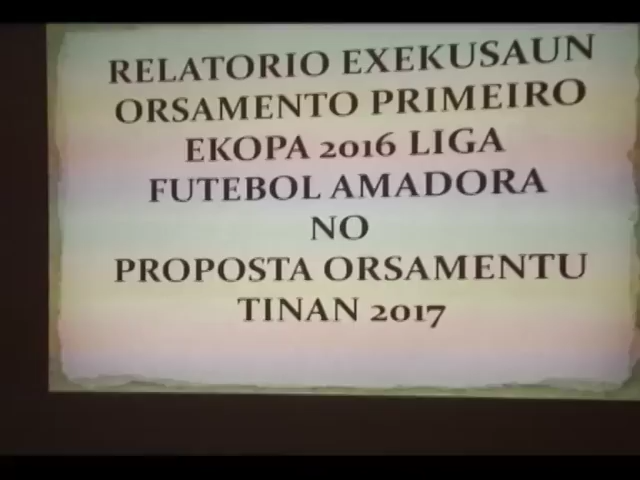 RELATORIO EXEKUSAUN
ORSAMENTO PRIMEIRO
EKOPA 2016 LIGA
FUTEBOL AMADORA
NO
PROPOSTA ORSAMENTU
TINAN 2017